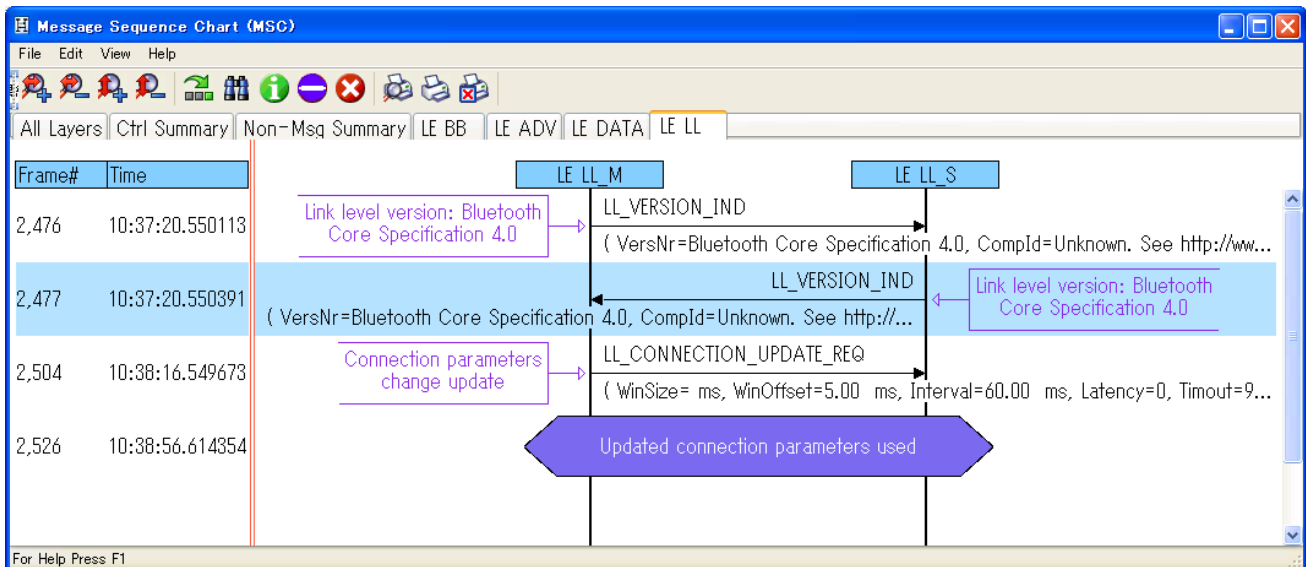 Message Sequence Chart (MSC)
File Edit View Help
All Layers Ctrl Summary Non-Msg Summary LE BB LE ADV LE DATA LE LL
Frame# Time LE LL_M LE LL_S
2,476 10:37:20.550113
Link level version: Bluetooth
Core Specification 4.0
LL_VERSION_IND
( VersNr=Bluetooth Core Specification 4.0, CompId=Unknown. See http://ww...
2,477 10:37:20.550391
LL_VERSION_IND
( VersNr=Bluetooth Core Specification 4.0, CompId=Unknown. See http://...
Link level version: Bluetooth
Core Specification 4.0
2,504 10:38:16.549673
Connection parameters
change update
LL_CONNECTION_UPDATE_REQ
( WinSize= ms, WinOffset=5.00 ms, Interval=60.00 ms, Latency=0, Timout=9...
2,526 10:38:56.614354
Updated connection parameters used
For Help Press F1